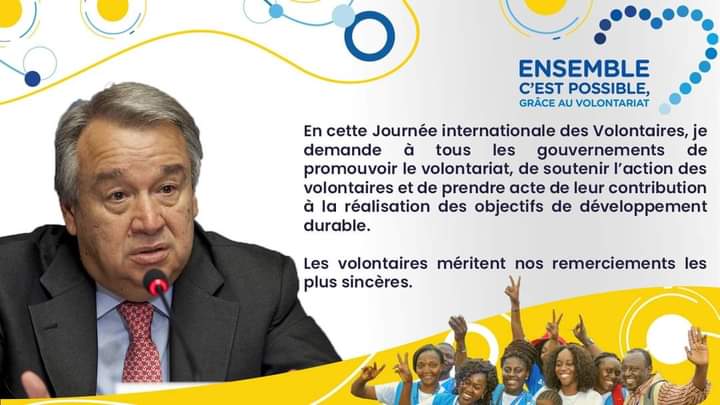 ENSEMBLE
C'EST POSSIBLE,
GRÂCE AU VOLONTARIAT
En cette Journée internationale des Volontaires, je
demande à tous les gouvernements de
promouvoir le volontariat, de soutenir l'action des
volontaires et de prendre acte de leur contribution
à la réalisation des objectifs de développement
durable.
Les volontaires méritent nos remerciements les
plus sincères.